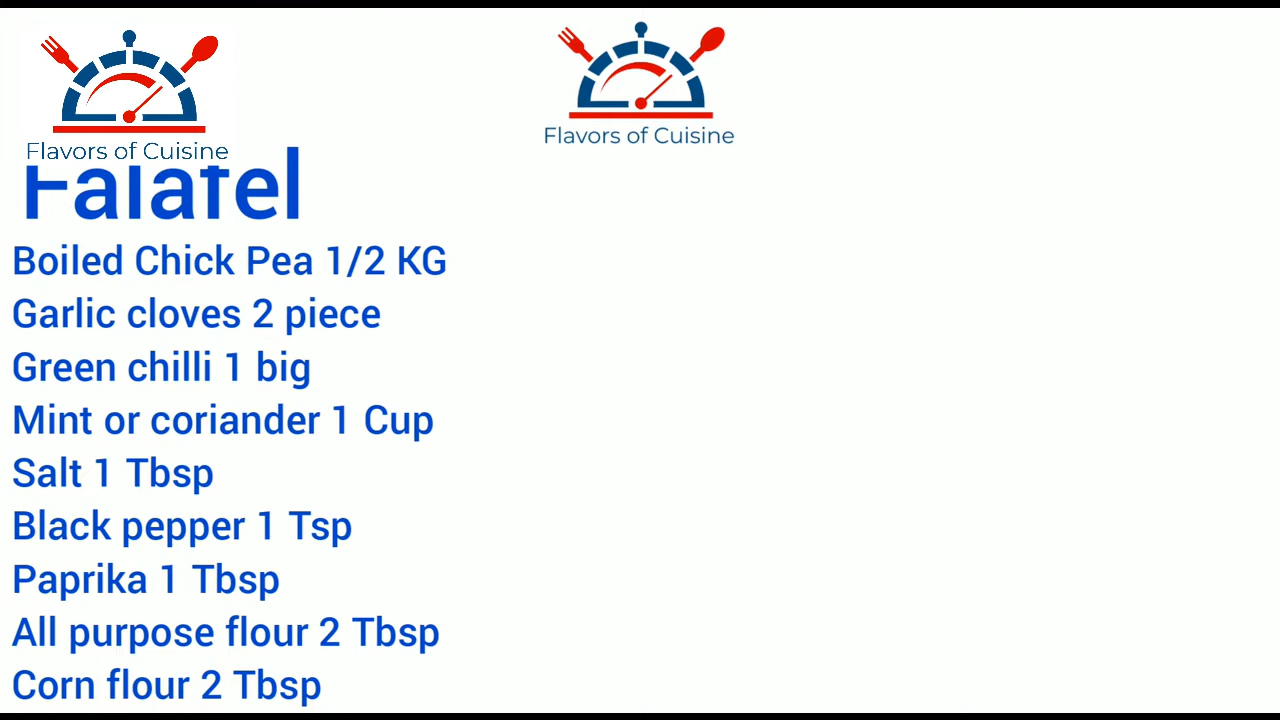 Flavors of Cuisine
Flavors of Cuisine
Falafel
Boiled Chick Pea 1/2 KG
Garlic cloves 2 piece
Green chilli 1 big
Mint or coriander 1 Cup
Salt 1 Tbsp
Black pepper 1 Tsp
Paprika 1 Tbsp
All purpose flour 2 Tbsp
Corn flour 2 Tbsp